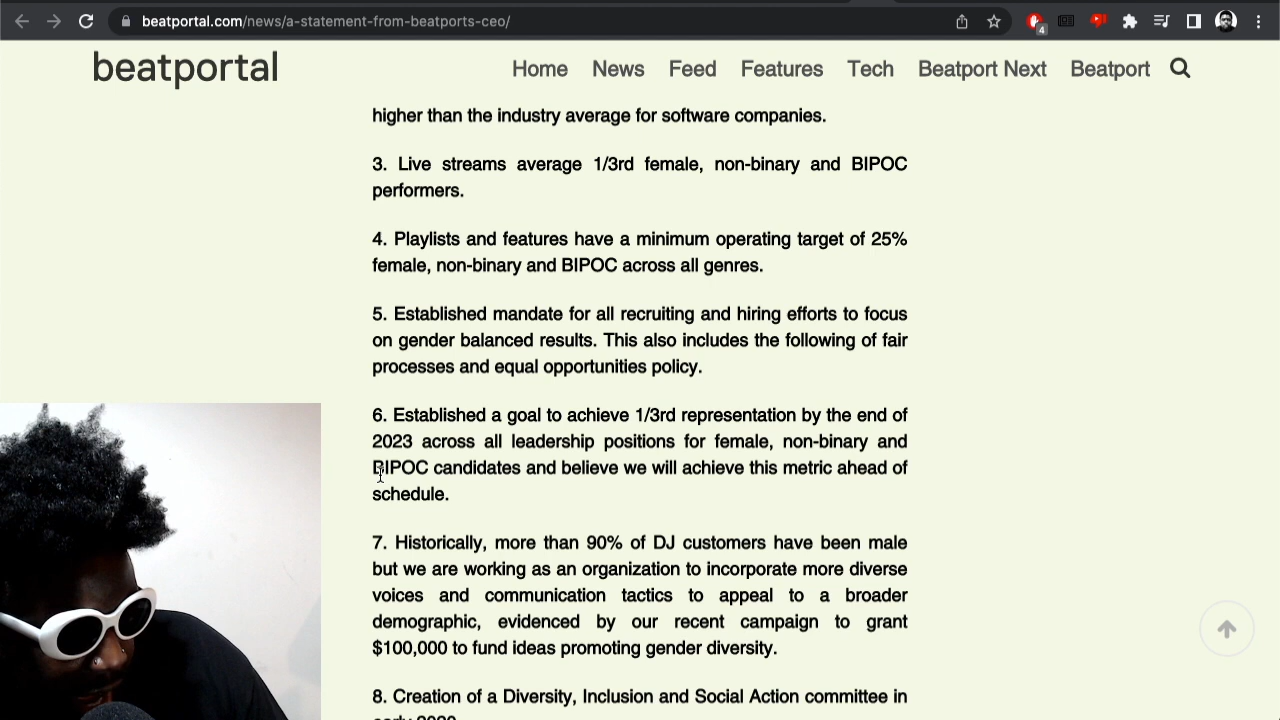 beatportal.com/news/a-statement-from-beatports-ceo/
4
beatportal
Home News Feed Features Tech Beatport Next Beatport
higher than the industry average for software companies.
3. Live streams average 1/3rd female, non-binary and BIPOC
performers.
4. Playlists and features have a minimum operating target of 25%
female, non-binary and BIPOC across all genres.
5. Established mandate for all recruiting and hiring efforts to focus
on gender balanced results. This also includes the following of fair
processes and equal opportunities policy.
6. Established a goal to achieve 1/3rd representation by the end of
2023 across all leadership positions for female, non-binary and
BIPOC candidates and believe we will achieve this metric ahead of
schedule.
7. Historically, more than 90% of DJ customers have been male
but we are working as an organization to incorporate more diverse
voices and communication tactics to appeal to a broader
demographic, evidenced by our recent campaign to grant
$100,000 to fund ideas promoting gender diversity.
8. Creation of a Diversity, Inclusion and Social Action committee in
early 2020